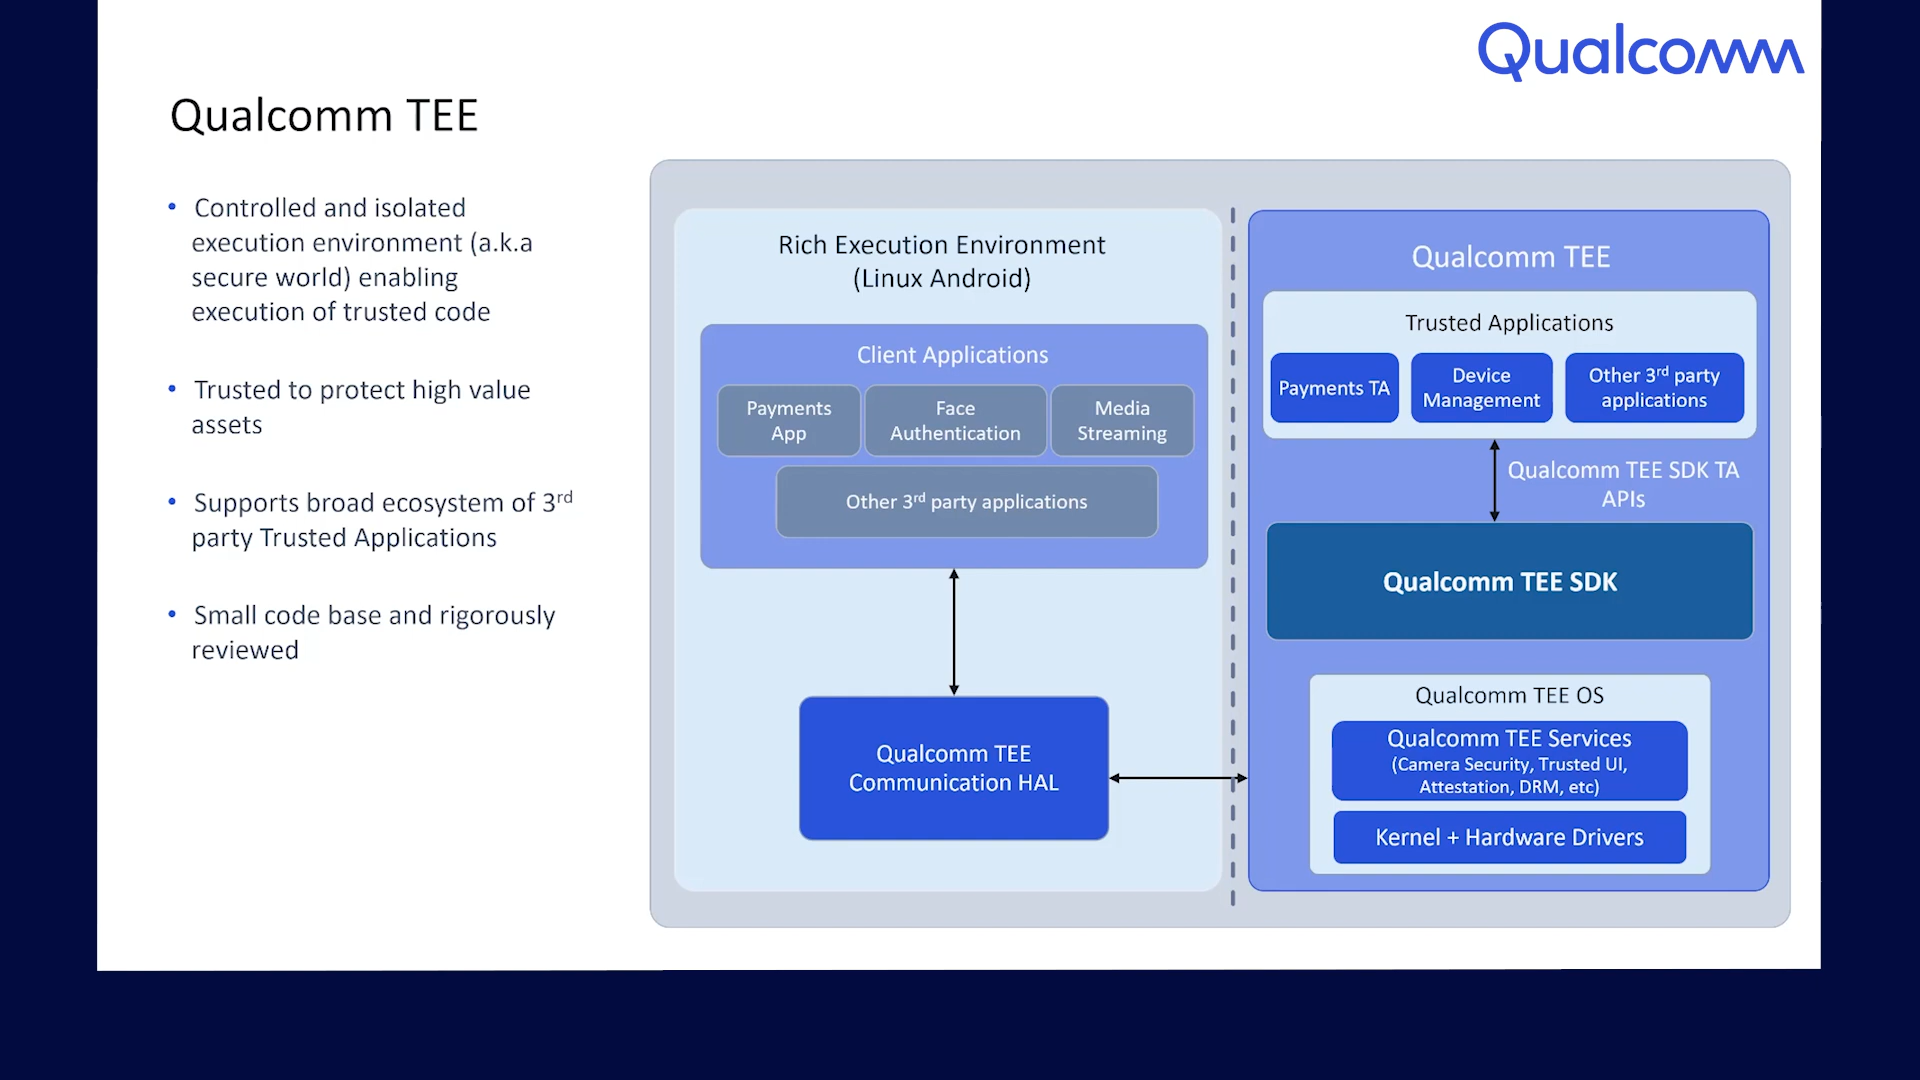 Qualcomm
Qualcomm TEE
• Controlled and isolated
execution environment (a.k.a
secure world) enabling
execution of trusted code
• Trusted to protect high value
assets
• Supports broad ecosystem of 3rd
party Trusted Applications
• Small code base and rigorously
reviewed
Rich Execution Environment
(Linux Android)
Client Applications
Payments
App
Face
Authentication
Media
Streaming
Other 3rd party applications
Qualcomm TEE
Communication HAL
Qualcomm TEE
Trusted Applications
Payments TA
Device
Management
Other 3rd party
applications
Qualcomm TEE SDK TA
APIs
Qualcomm TEE SDK
Qualcomm TEE OS
Qualcomm TEE Services
(Camera Security, Trusted UI,
Attestation, DRM, etc)
Kernel + Hardware Drivers